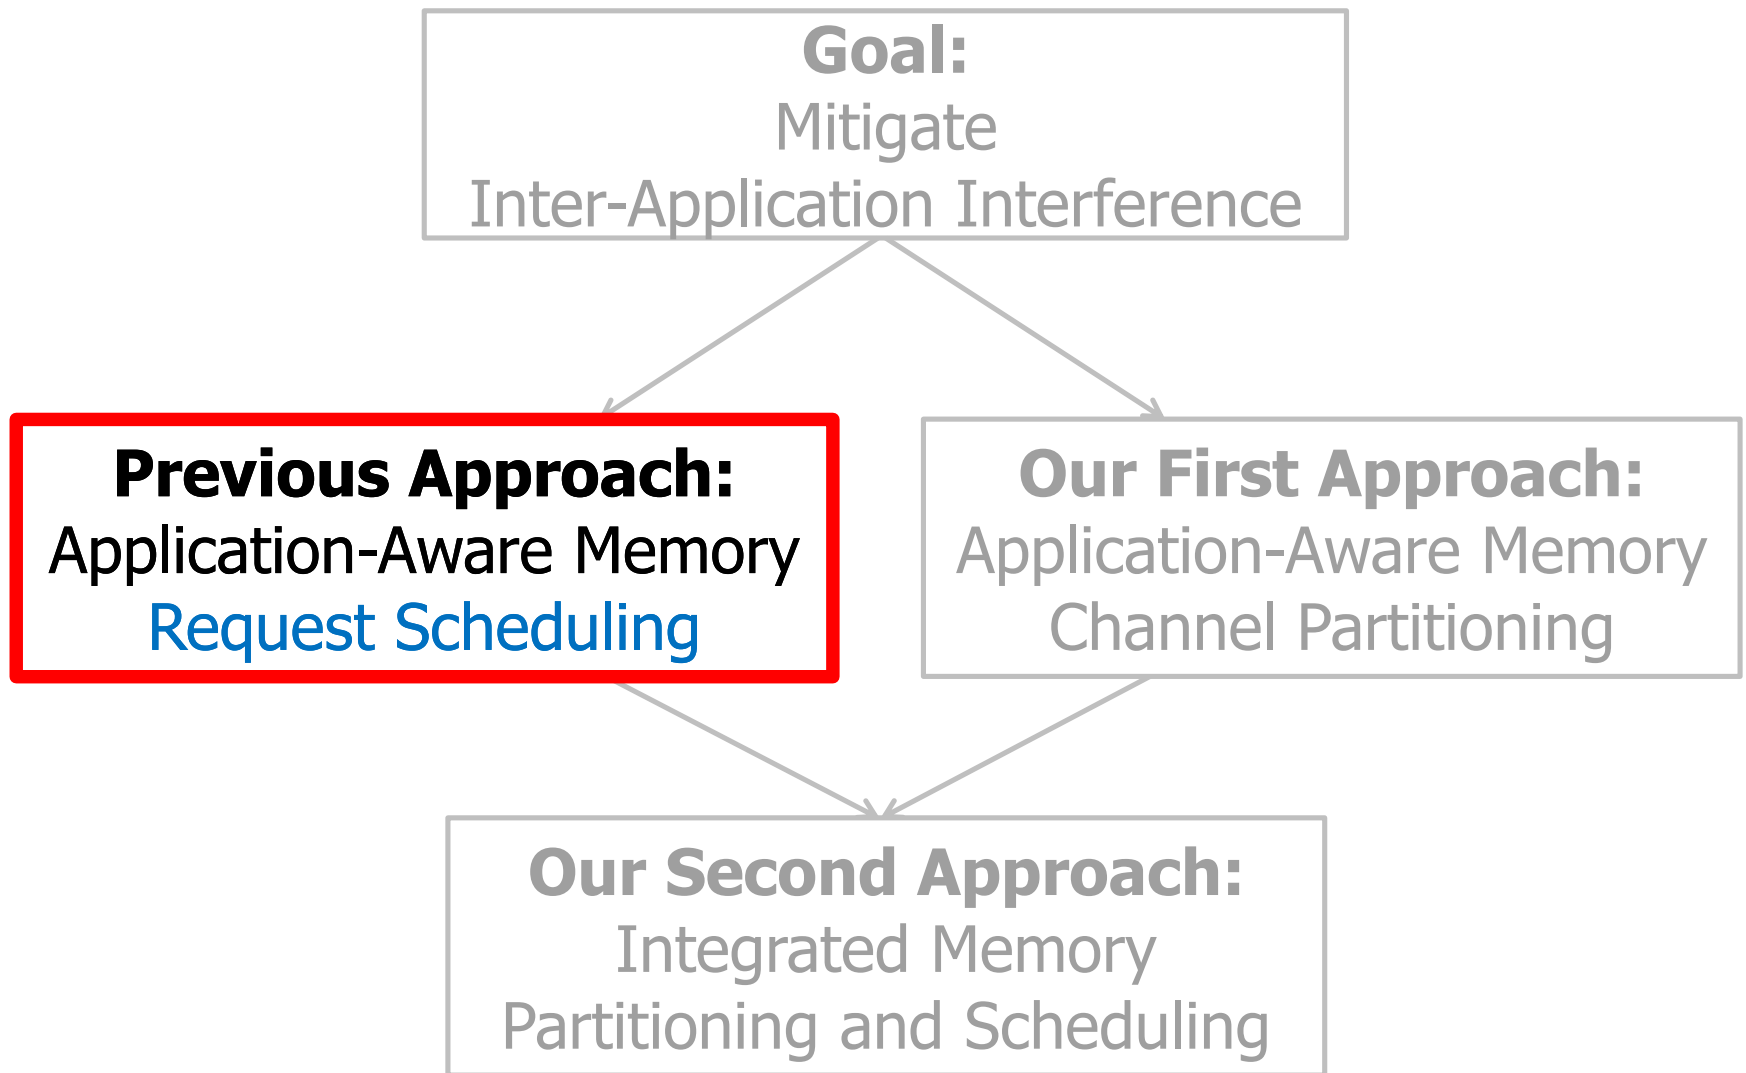 Goal:
Mitigate
Inter-Application Interference
Previous Approach:
Application-Aware Memory
Request Scheduling
Our First Approach:
Application-Aware Memory
Channel Partitioning
Our Second Approach:
Integrated Memory
Partitioning and Scheduling